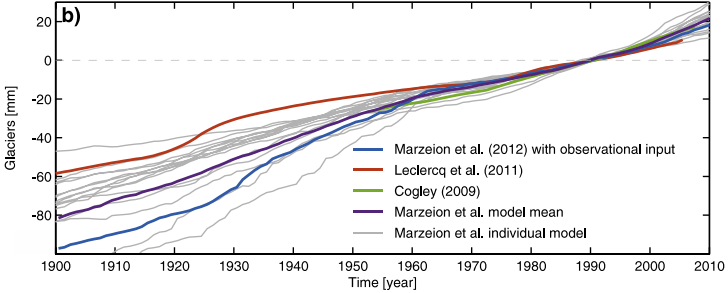 b)
20
0
-20
-40
-60
-80
Glaciers [mm]
Marzeion et al. (2012) with observational input
Leclercq et al. (2011)
Cogley (2009)
Marzeion et al. model mean
Marzeion et al. individual model
1900 1910 1920 1930 1940 1950 1960 1970 1980 1990 2000 2010
Time [year]